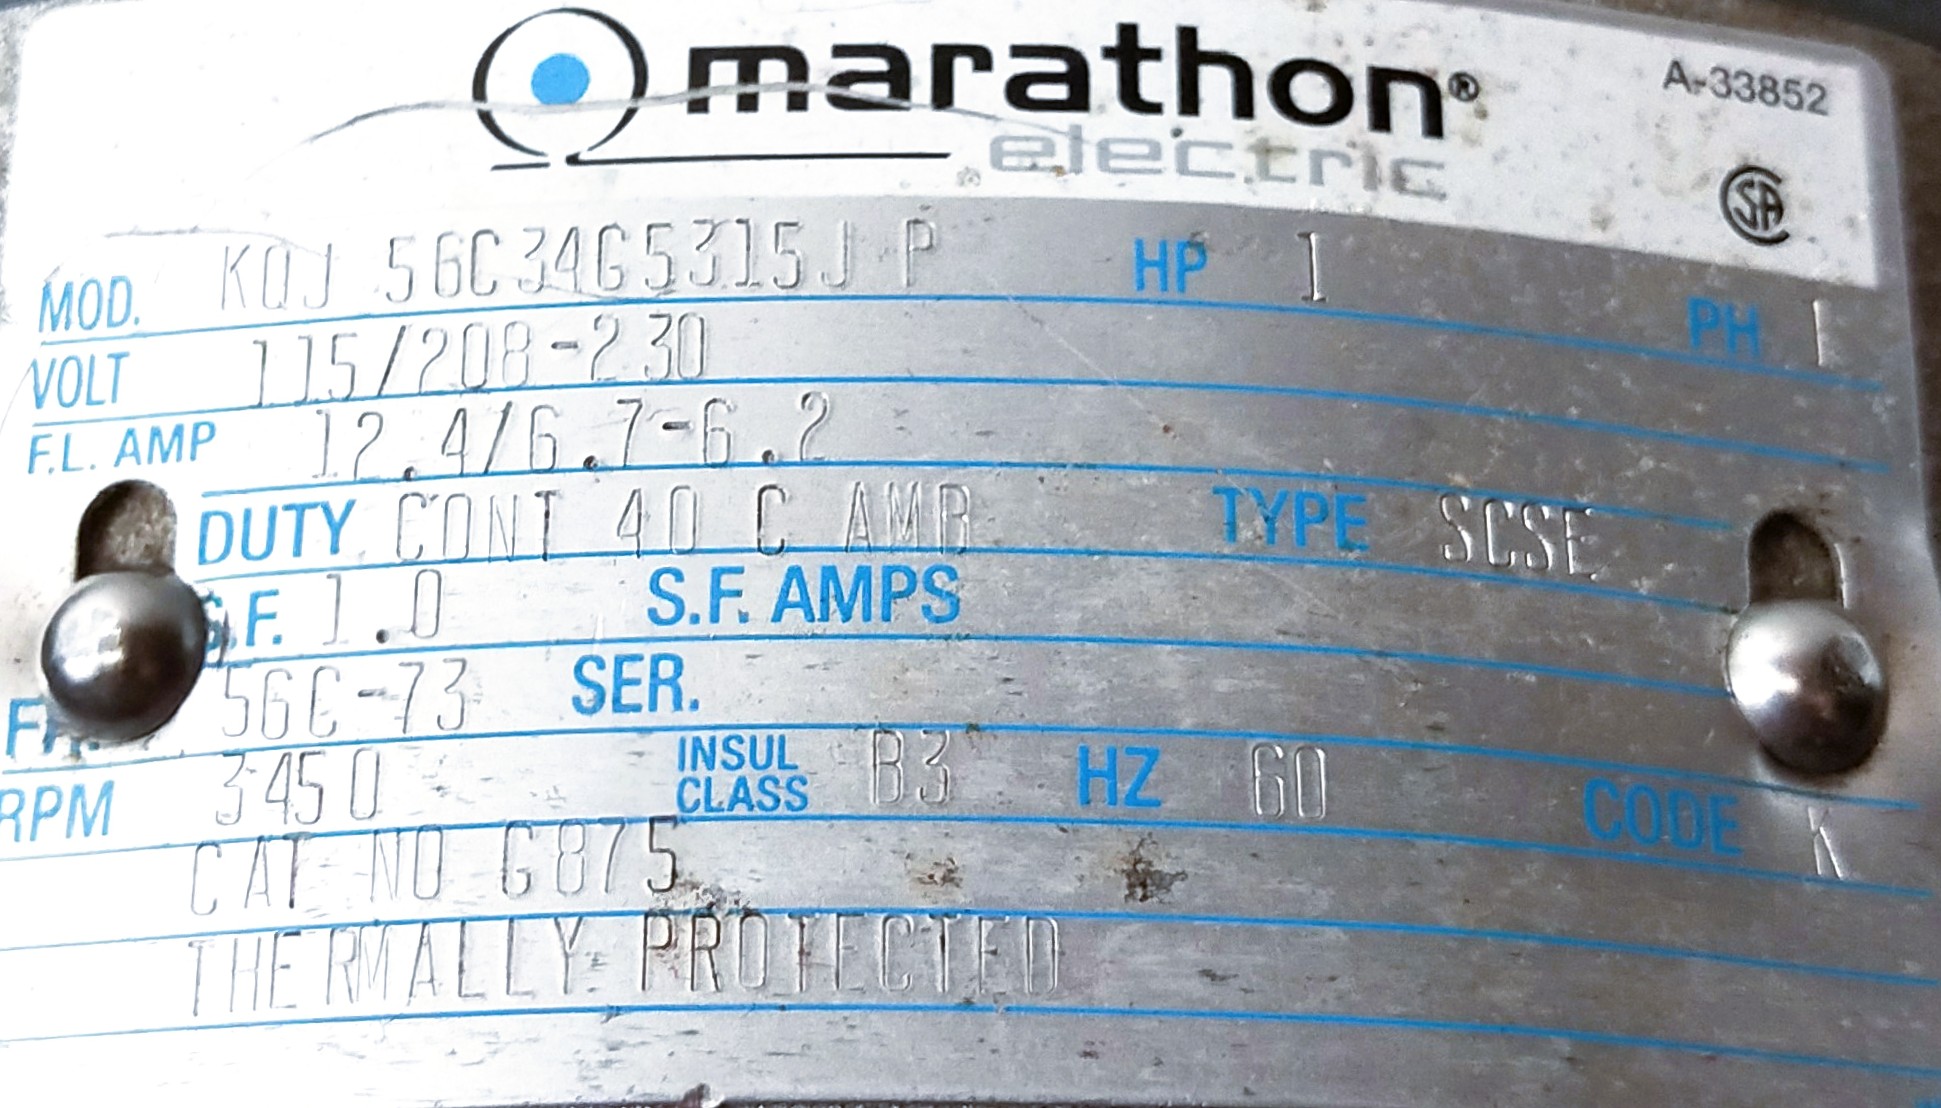 marathon®
electric
A-33852
SA
MOD. KQJ 56C34G5315J P HP 1 PH 1
VOLT 115/208-230
F.L. AMP 12.4/6.7-6.2
DUTY CONT 40 C AMB TYPE SCSE
S.F. 1.0 S.F. AMPS
56C-73 SER.
RPM 3450 INSUL CLASS B3 HZ 60 CODE K
CAT NO G875
THERMALLY PROTECTED